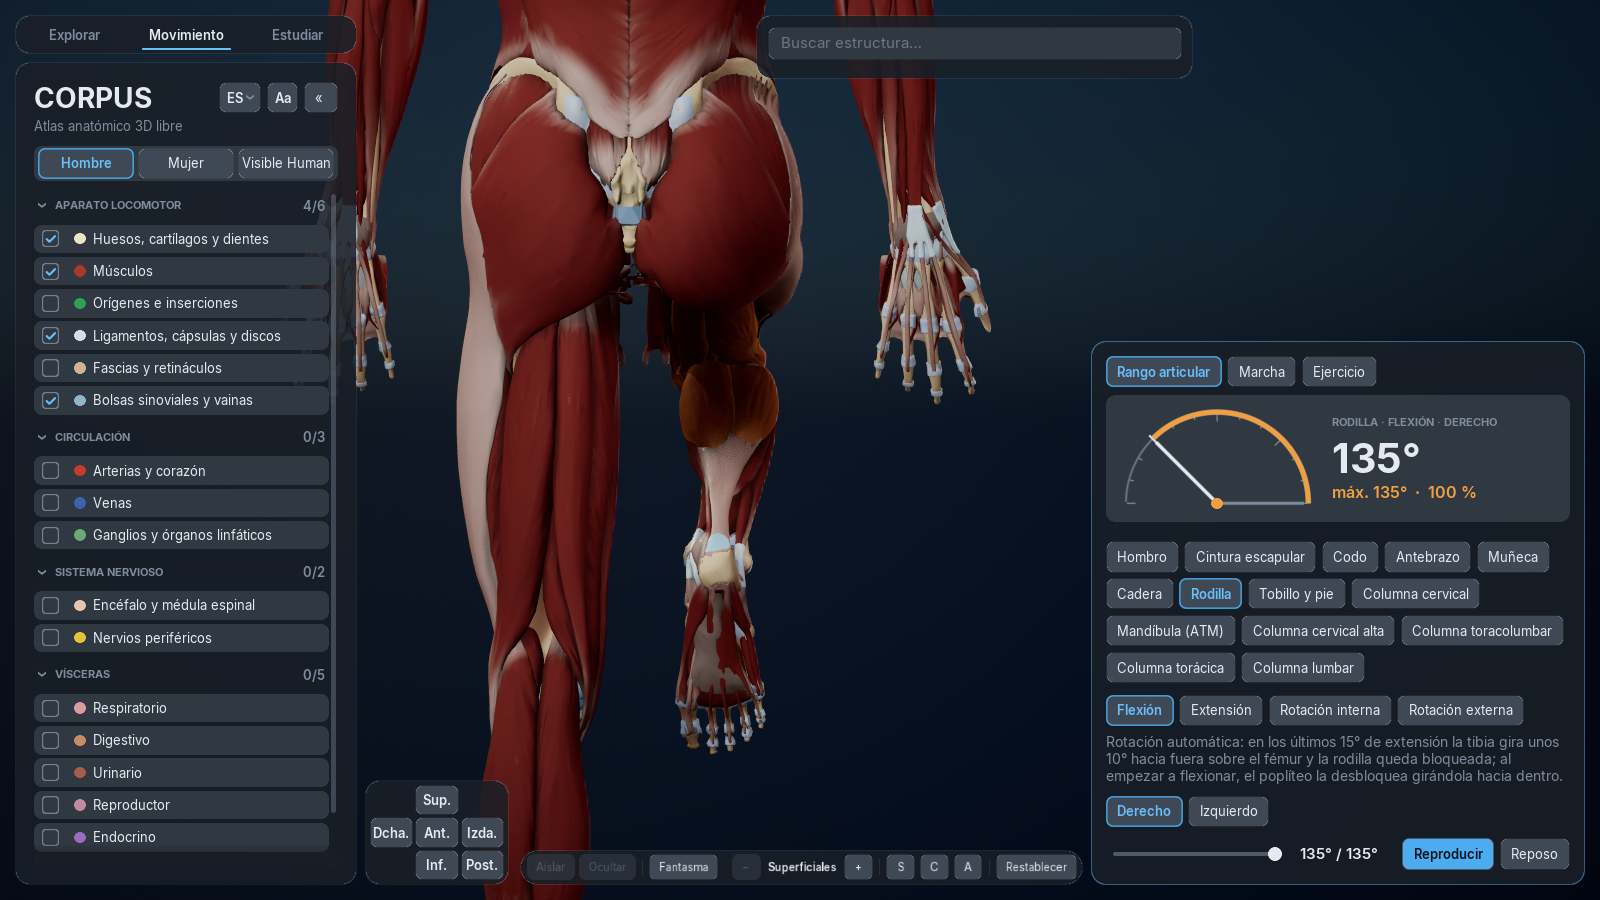 Explorar Movimiento Estudiar
Buscar estructura...
CORPUS
ES Aa «
Atlas anatómico 3D libre
Hombre Mujer Visible Human
APARATO LOCOMOTOR 4/6
Huesos, cartílagos y dientes
Músculos
Orígenes e inserciones
Ligamentos, cápsulas y discos
Fascias y retináculos
Bolsas sinoviales y vainas
CIRCULACIÓN 0/3
Arterias y corazón
Venas
Ganglios y órganos linfáticos
SISTEMA NERVIOSO 0/2
Encéfalo y médula espinal
Nervios periféricos
VÍSCERAS 0/5
Respiratorio
Digestivo
Urinario
Reproductor
Endocrino
Sup.
Dcha. Ant. Izda.
Inf. Post.
Aislar Ocultar Fantasma − Superficiales + S C A Restablecer
Rango articular Marcha Ejercicio
RODILLA · FLEXIÓN · DERECHO
135°
máx. 135° · 100 %
Hombro Cintura escapular Codo Antebrazo Muñeca
Cadera Rodilla Tobillo y pie Columna cervical
Mandíbula (ATM) Columna cervical alta Columna toracolumbar
Columna torácica Columna lumbar
Flexión Extensión Rotación interna Rotación externa
Rotación automática: en los últimos 15° de extensión la tibia gira unos
10° hacia fuera sobre el fémur y la rodilla queda bloqueada; al
empezar a flexionar, el poplíteo la desbloquea girándola hacia dentro.
Derecho Izquierdo
135° / 135° Reproducir Reposo